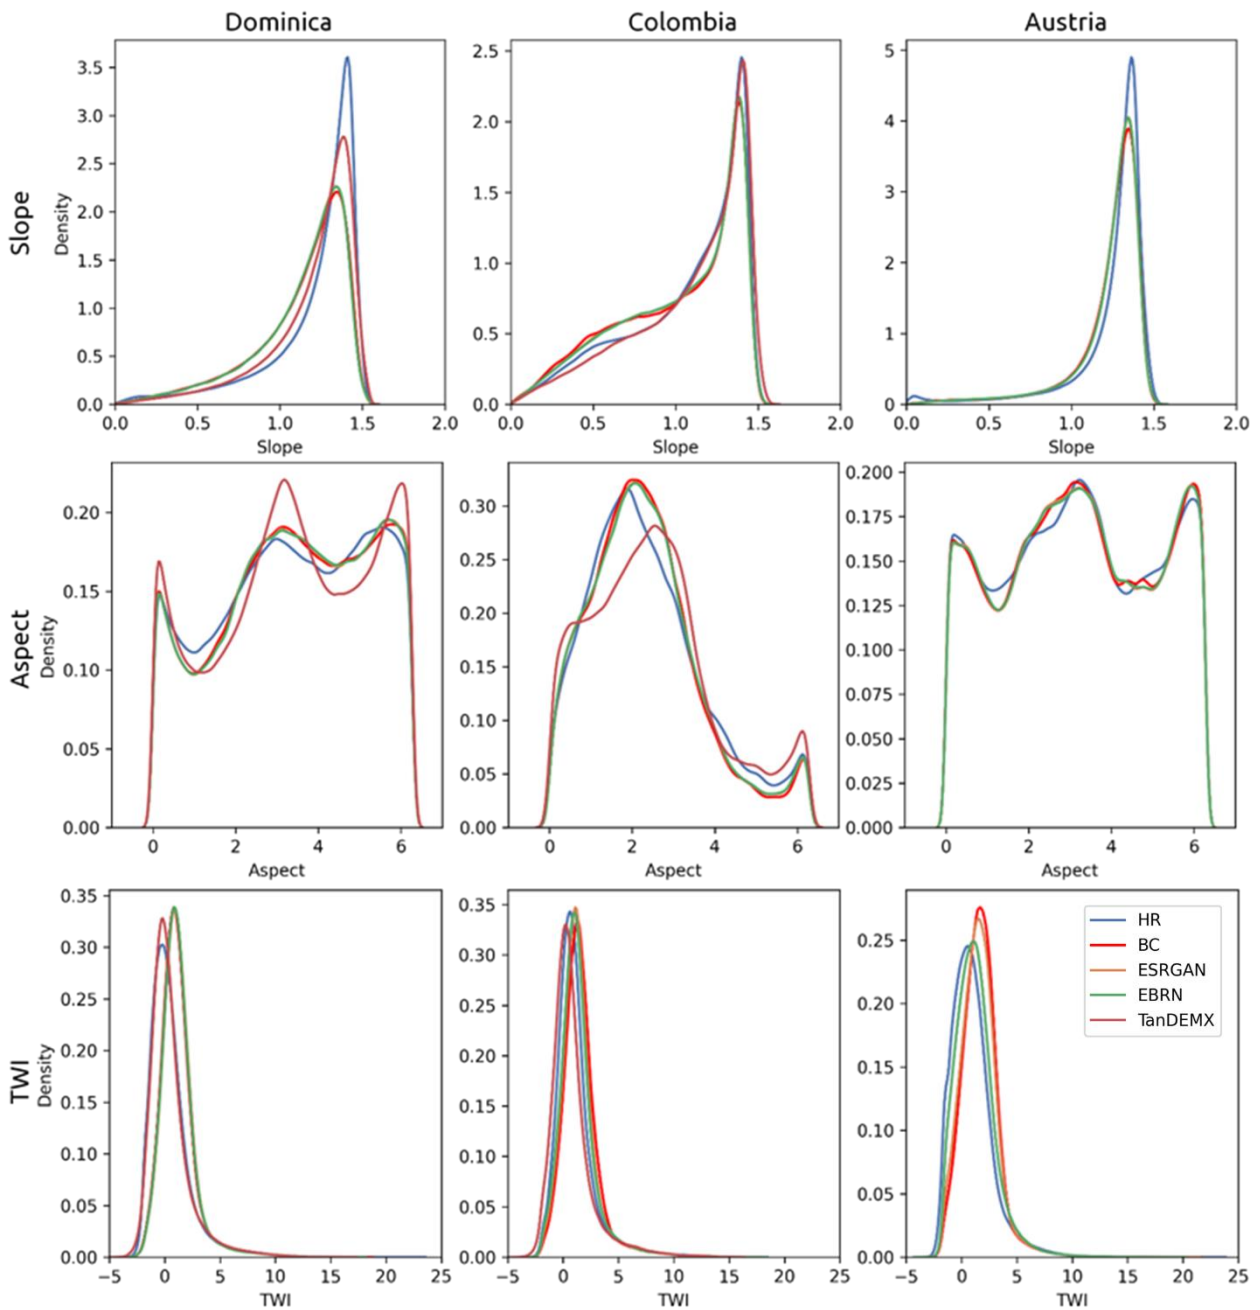 Dominica Colombia Austria
Slope
Density
3.5
3.0
2.5
2.0
1.5
1.0
0.5
0.0
0.0 0.5 1.0 1.5 2.0
Slope
2.5
2.0
1.5
1.0
0.5
0.0
0.0 0.5 1.0 1.5 2.0
Slope
5
4
3
2
1
0
0.0 0.5 1.0 1.5 2.0
Slope
Aspect
Density
0.20
0.15
0.10
0.05
0.00
0 2 4 6
Aspect
0.30
0.25
0.20
0.15
0.10
0.05
0.00
0 2 4 6
Aspect
0.200
0.175
0.150
0.125
0.100
0.075
0.050
0.025
0.000
0 2 4 6
Aspect
TWI
Density
0.35
0.30
0.25
0.20
0.15
0.10
0.05
0.00
−5 0 5 10 15 20 25
TWI
0.35
0.30
0.25
0.20
0.15
0.10
0.05
0.00
−5 0 5 10 15 20 25
TWI
0.25
0.20
0.15
0.10
0.05
0.00
−5 0 5 10 15 20 25
TWI
HR
BC
ESRGAN
EBRN
TanDEMX